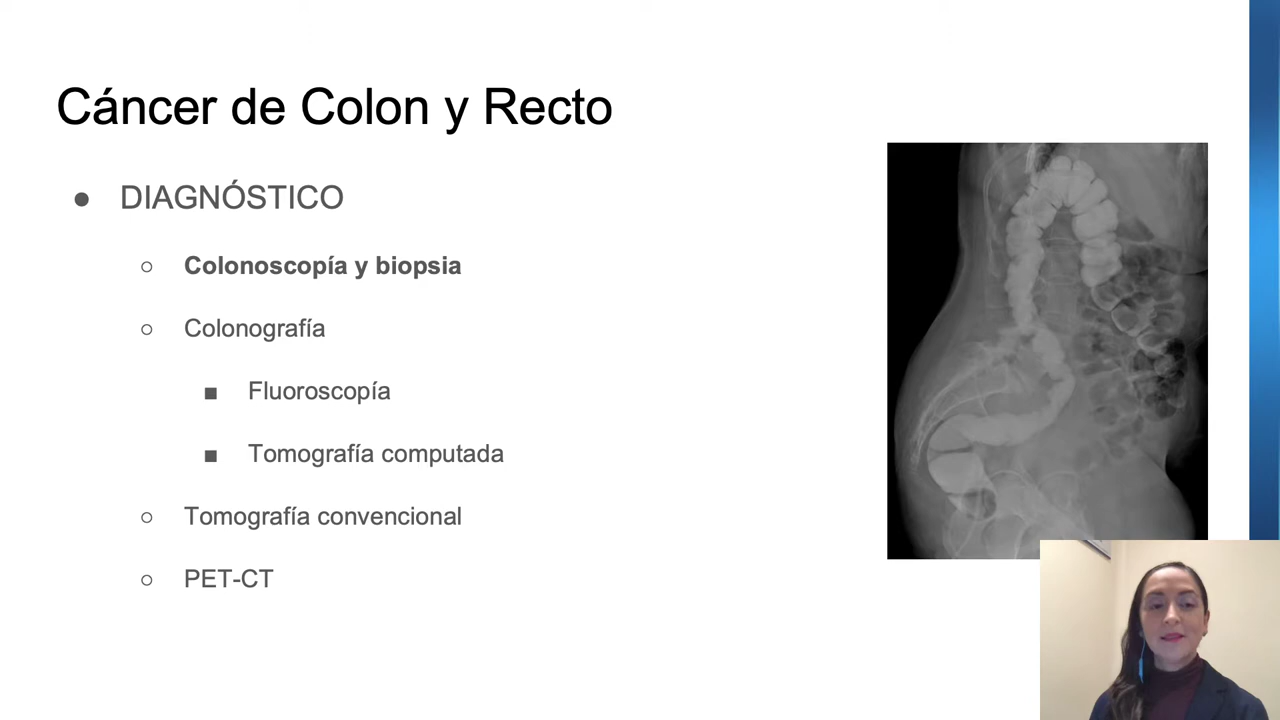 Cáncer de Colon y Recto
DIAGNÓSTICO
Colonoscopía y biopsia
Colonografía
Fluoroscopía
Tomografía computada
Tomografía convencional
PET-CT